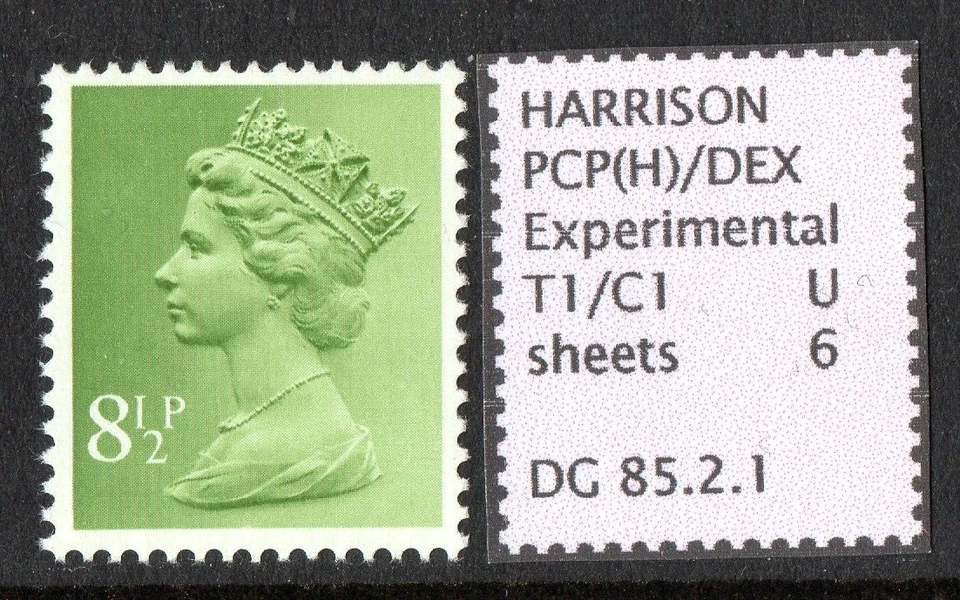 8½P
HARRISON
PCP(H)/DEX
Experimental
T1/C1 U
sheets 6
DG 85.2.1